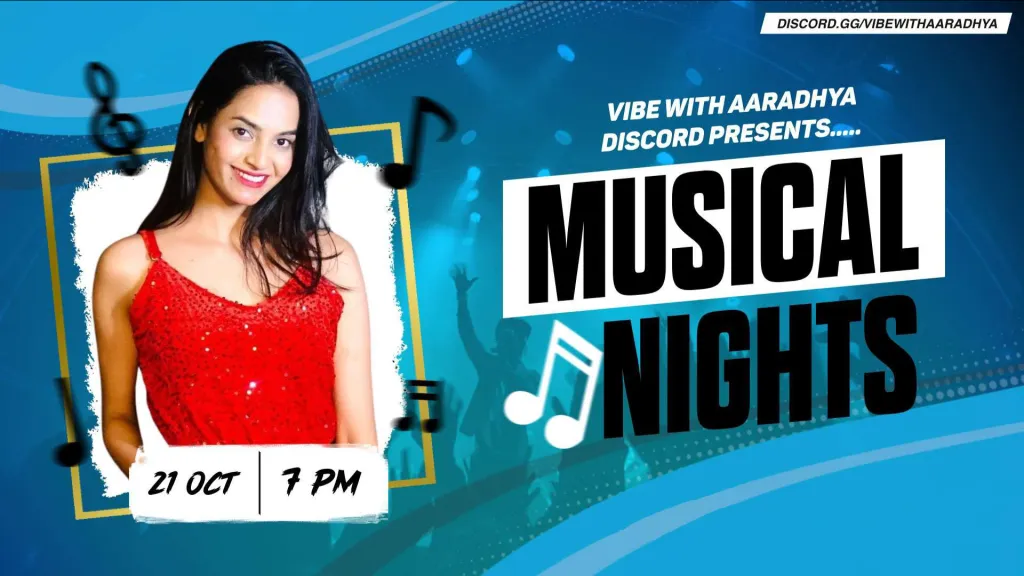 DISCORD.GG/VIBEWITHAARADHYA
VIBE WITH AARADHYA
DISCORD PRESENTS.....
MUSICAL
NIGHTS
21 OCT
7 PM